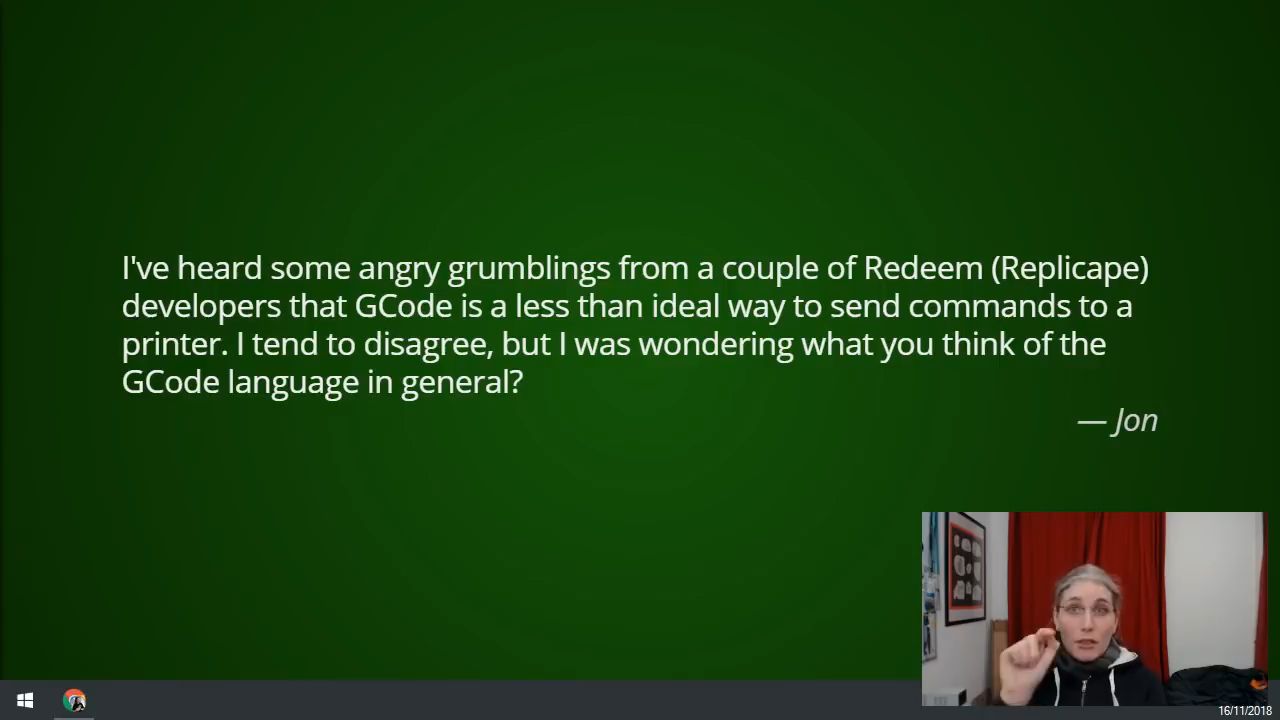 I've heard some angry grumblings from a couple of Redeem (Replicape)
developers that GCode is a less than ideal way to send commands to a
printer. I tend to disagree, but I was wondering what you think of the
GCode language in general?
— Jon
16/11/2018